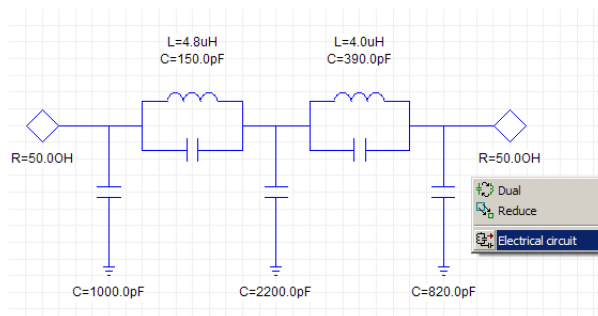 L=4.8uH
C=150.0pF
L=4.0uH
C=390.0pF
R=50.0OH
R=50.0OH
Dual
Reduce
Electrical circuit
C=1000.0pF
C=2200.0pF
C=820.0pF